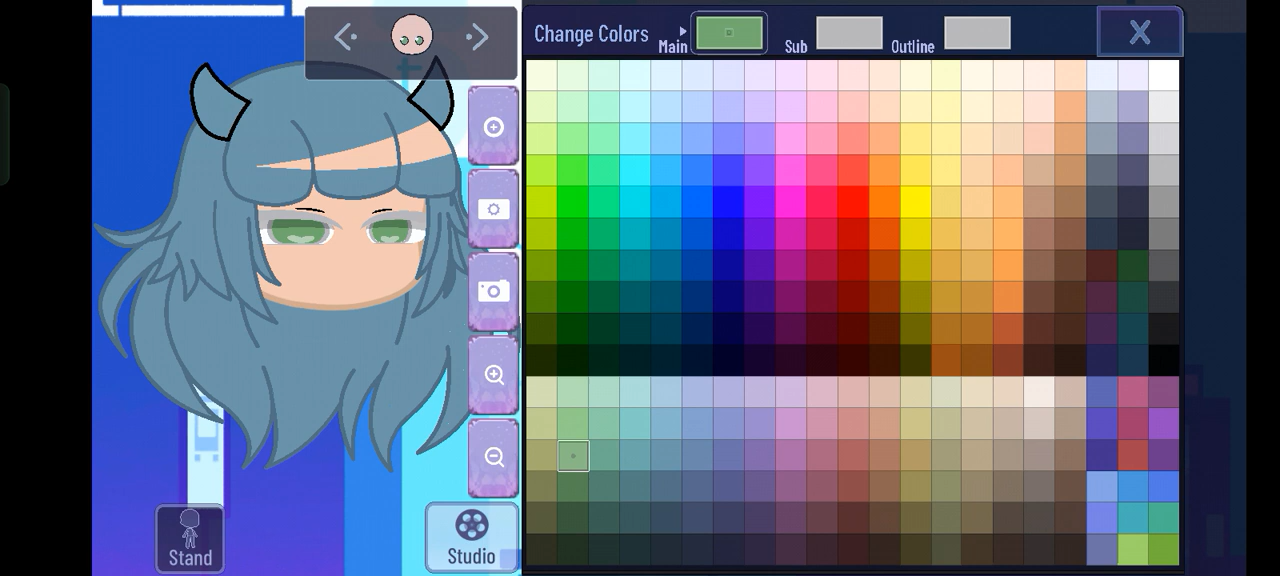 Change Colors
Main
Sub
Outline
X
Stand
Studio